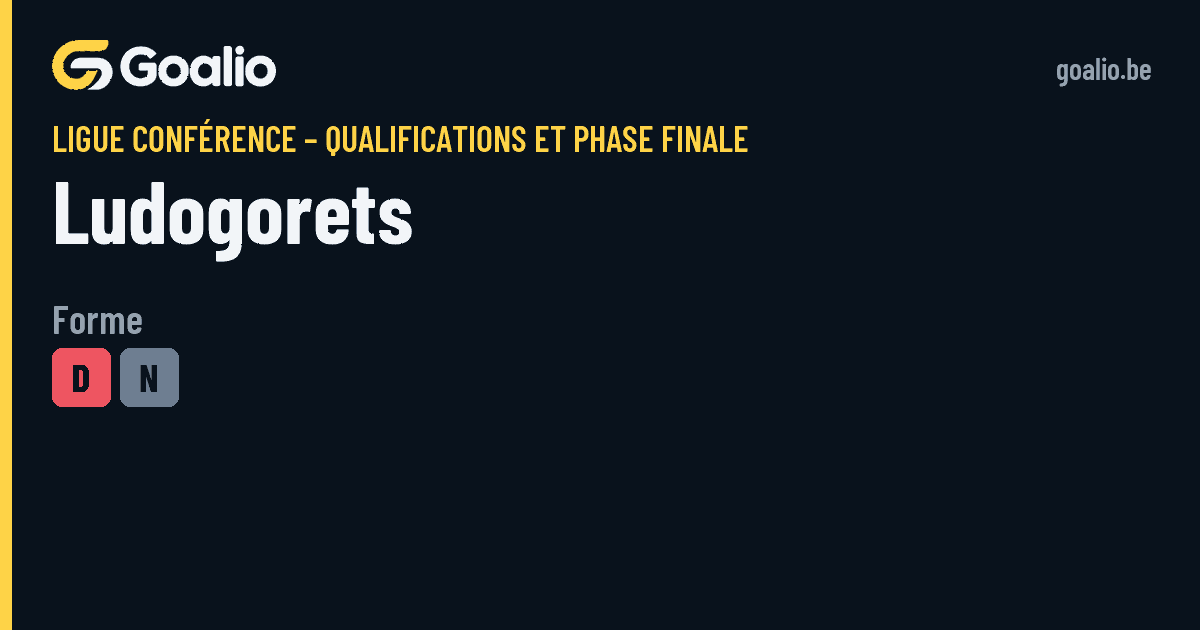 Goalio
goalio.be
LIGUE CONFÉRENCE – QUALIFICATIONS ET PHASE FINALE
Ludogorets
Forme
D N